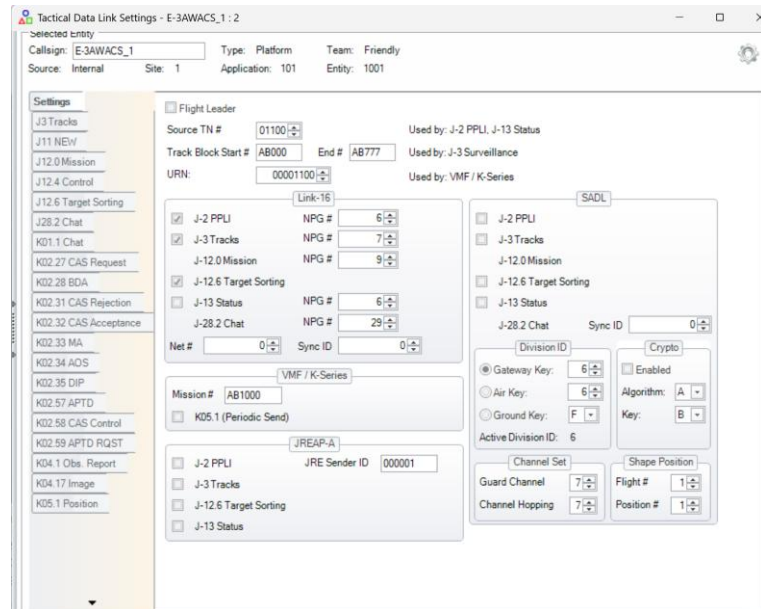 Tactical Data Link Settings - E-3AWACS_1 : 2
Selected Entity
Callsign: E-3AWACS_1 Type: Platform Team: Friendly
Source: Internal Site: 1 Application: 101 Entity: 1001
Settings
J3 Tracks
J11 NEW
J12.0 Mission
J12.4 Control
J12.6 Target Sorting
J28.2 Chat
K01.1 Chat
K02.27 CAS Request
K02.28 BDA
K02.31 CAS Rejection
K02.32 CAS Acceptance
K02.33 MA
K02.34 AOS
K02.35 DIP
K02.57 APTD
K02.58 CAS Control
K02.59 APTD RQST
K04.1 Obs. Report
K04.17 Image
K05.1 Position
Flight Leader
Source TN # 01100 Used by: J-2 PPLI, J-13 Status
Track Block Start # AB000 End # AB777 Used by: J-3 Surveillance
URN: 00001100 Used by: VMF / K-Series
Link-16
J-2 PPLI NPG # 6
J-3 Tracks NPG # 7
J-12.0 Mission NPG # 9
J-12.6 Target Sorting
J-13 Status NPG # 6
J-28.2 Chat NPG # 29
Net # 0 Sync ID 0
VMF / K-Series
Mission # AB1000
K05.1 (Periodic Send)
JREAP-A
J-2 PPLI JRE Sender ID 000001
J-3 Tracks
J-12.6 Target Sorting
J-13 Status
SADL
J-2 PPLI
J-3 Tracks
J-12.0 Mission
J-12.6 Target Sorting
J-13 Status
J-28.2 Chat Sync ID 0
Division ID
Gateway Key: 6
Air Key: 6
Ground Key: F
Active Division ID: 6
Crypto
Enabled
Algorithm: A
Key: B
Channel Set
Guard Channel 7
Channel Hopping 7
Shape Position
Flight # 1
Position # 1